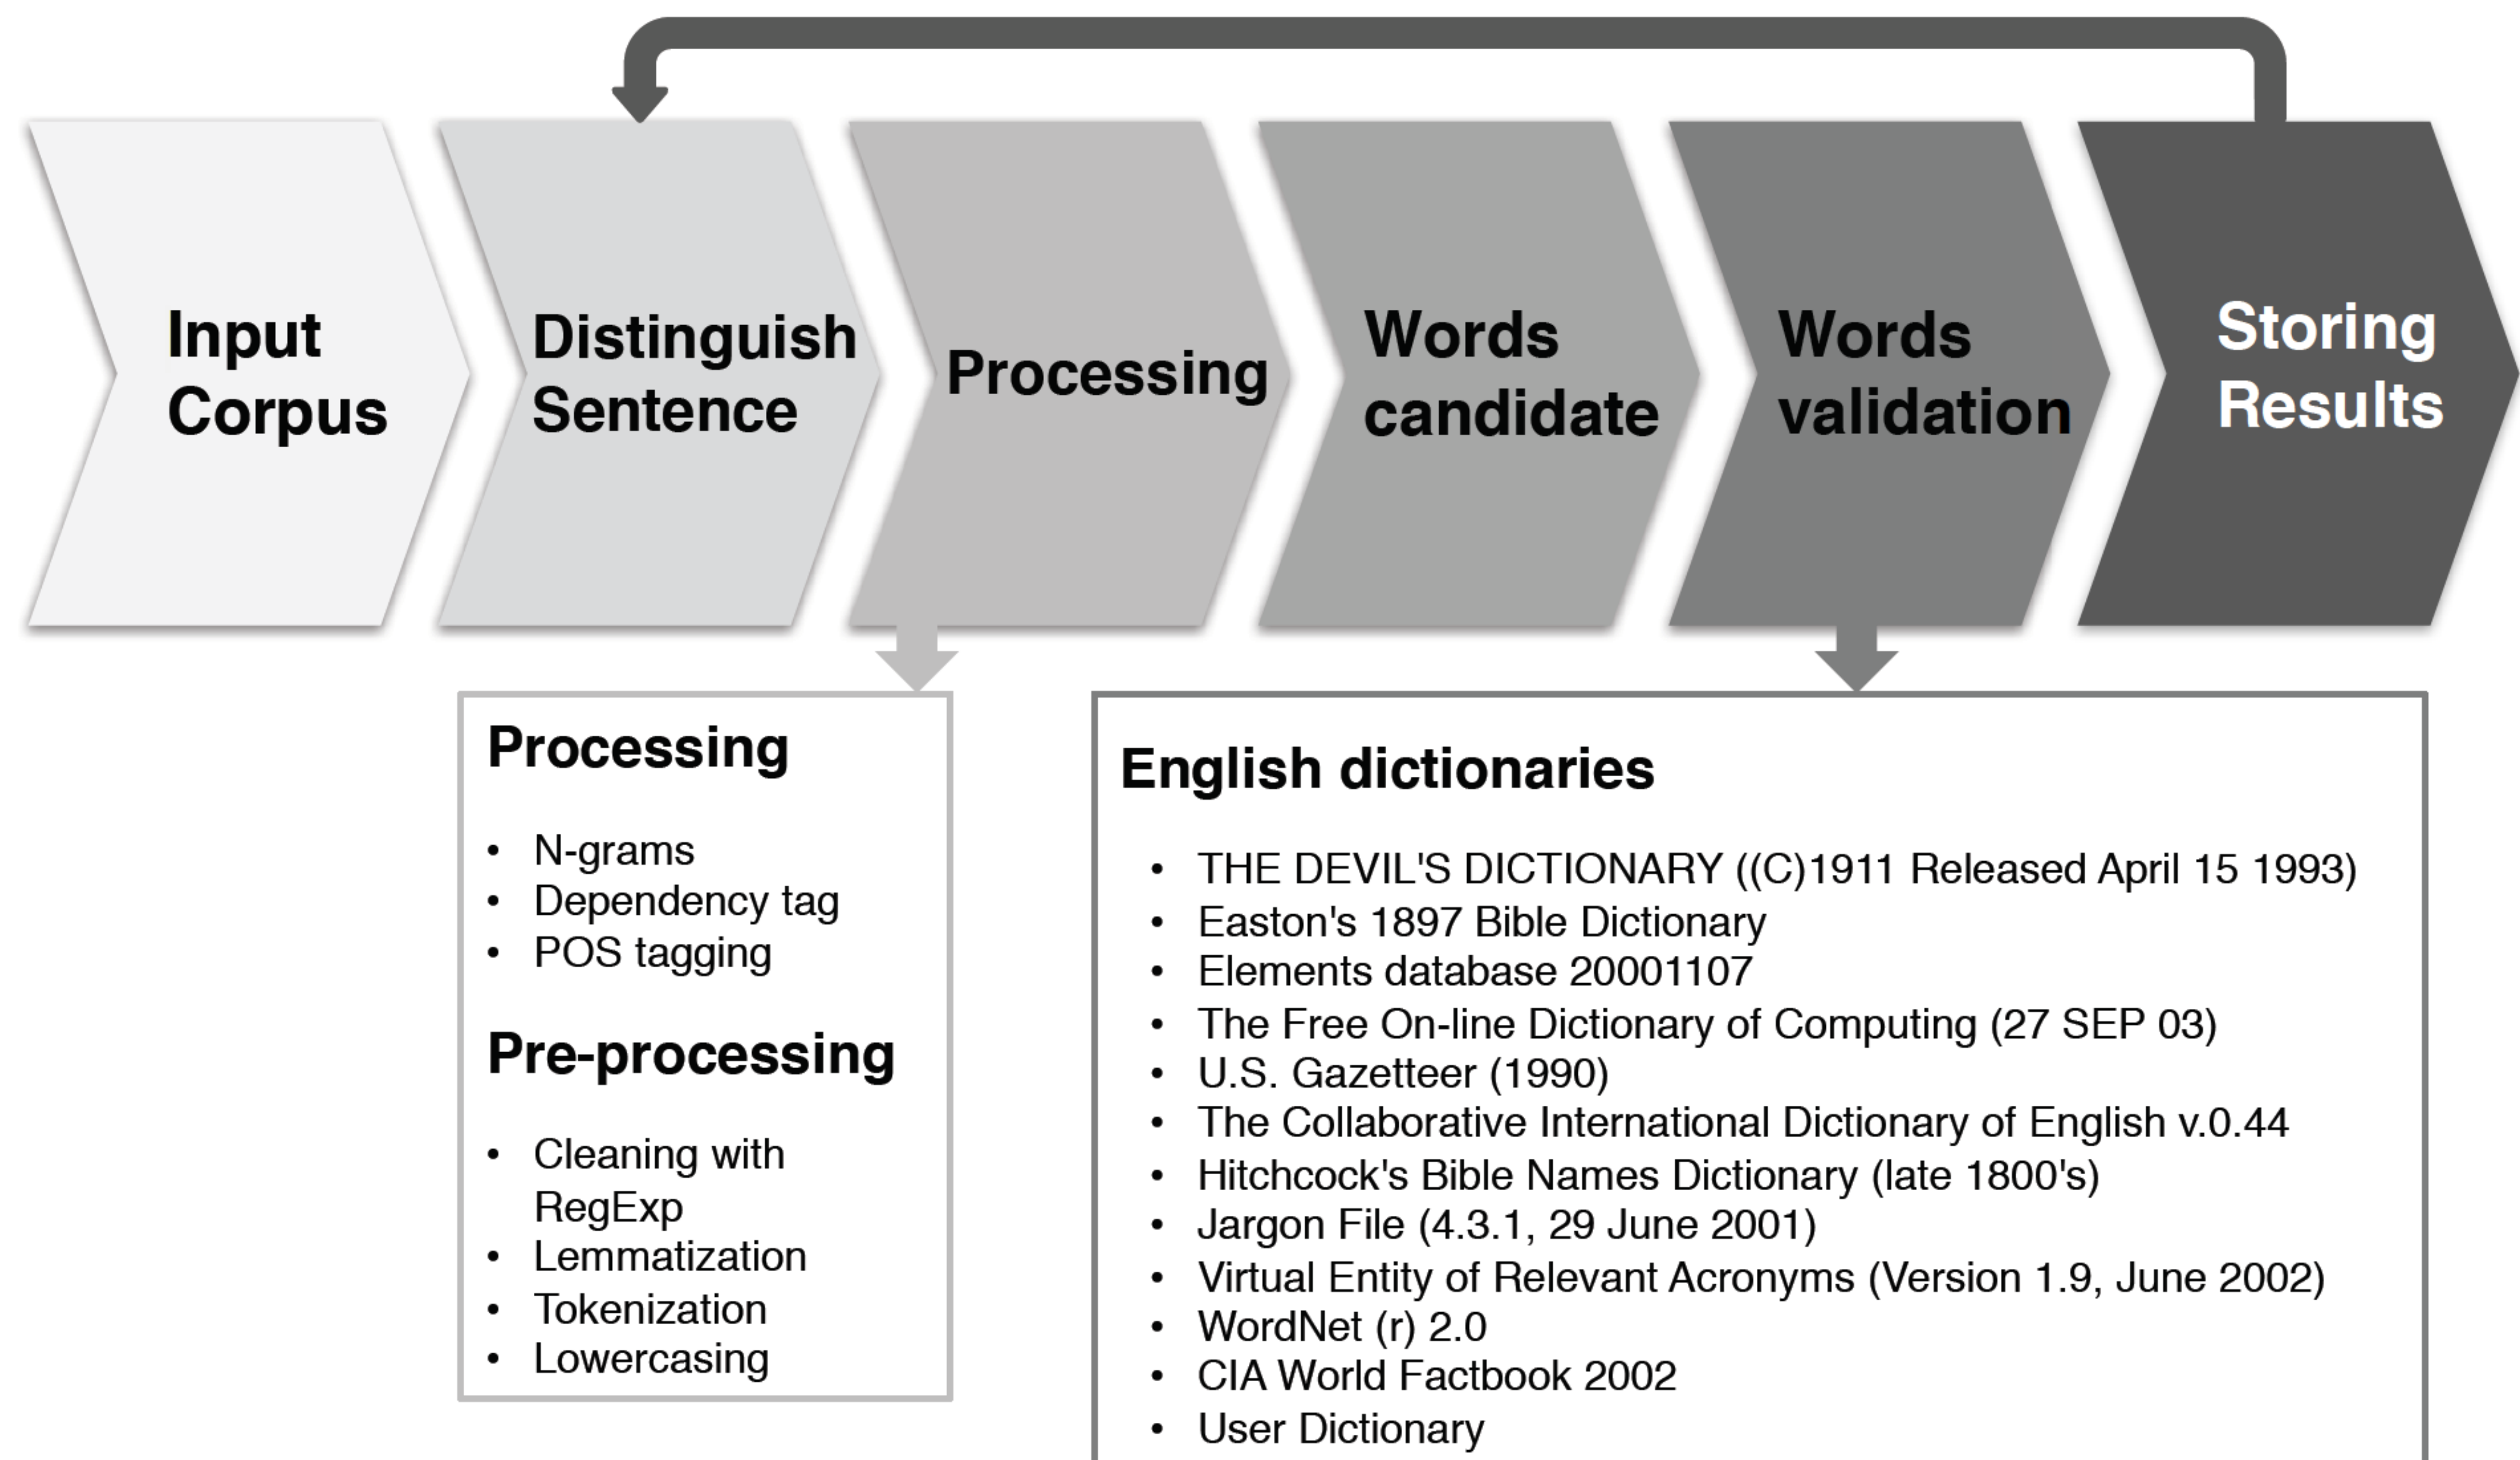 Input
Corpus
Distinguish
Sentence
Processing
Words
candidate
Words
validation
Storing
Results
Processing
• N-grams
• Dependency tag
• POS tagging
Pre-processing
• Cleaning with
RegExp
• Lemmatization
• Tokenization
• Lowercasing
English dictionaries
• THE DEVIL'S DICTIONARY ((C)1911 Released April 15 1993)
• Easton's 1897 Bible Dictionary
• Elements database 20001107
• The Free On-line Dictionary of Computing (27 SEP 03)
• U.S. Gazetteer (1990)
• The Collaborative International Dictionary of English v.0.44
• Hitchcock's Bible Names Dictionary (late 1800's)
• Jargon File (4.3.1, 29 June 2001)
• Virtual Entity of Relevant Acronyms (Version 1.9, June 2002)
• WordNet (r) 2.0
• CIA World Factbook 2002
• User Dictionary